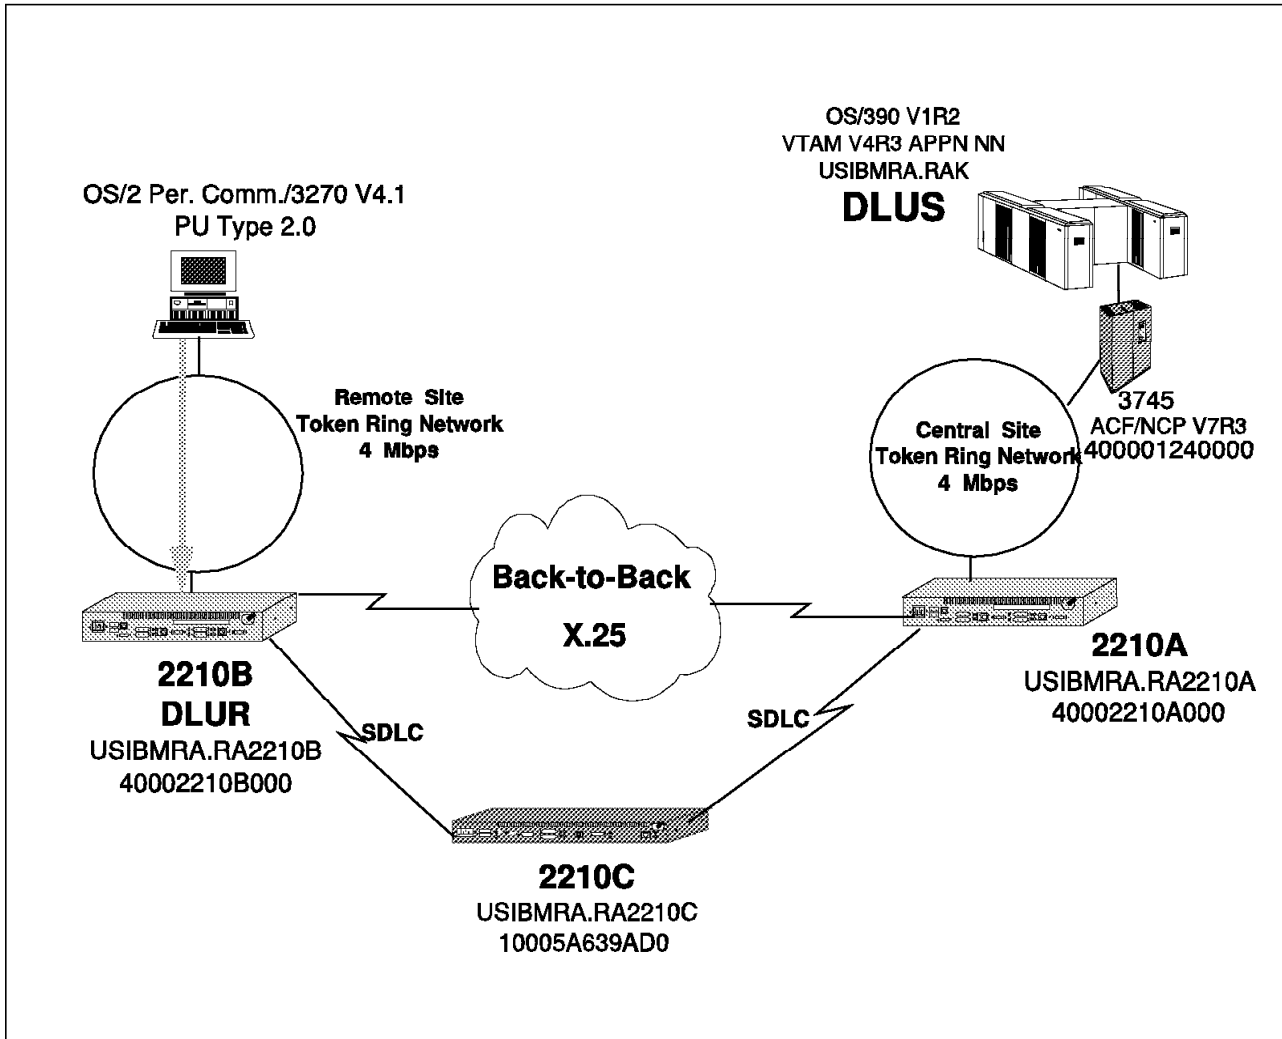 OS/390 V1R2
VTAM V4R3 APPN NN
USIBMRA.RAK
DLUS
OS/2 Per. Comm./3270 V4.1
PU Type 2.0
Remote Site
Token Ring Network
4 Mbps
3745
ACF/NCP V7R3
400001240000
Central Site
Token Ring Network
4 Mbps
Back-to-Back
X.25
2210B
DLUR
USIBMRA.RA2210B
40002210B000
2210A
USIBMRA.RA2210A
40002210A000
SDLC
SDLC
2210C
USIBMRA.RA2210C
10005A639AD0